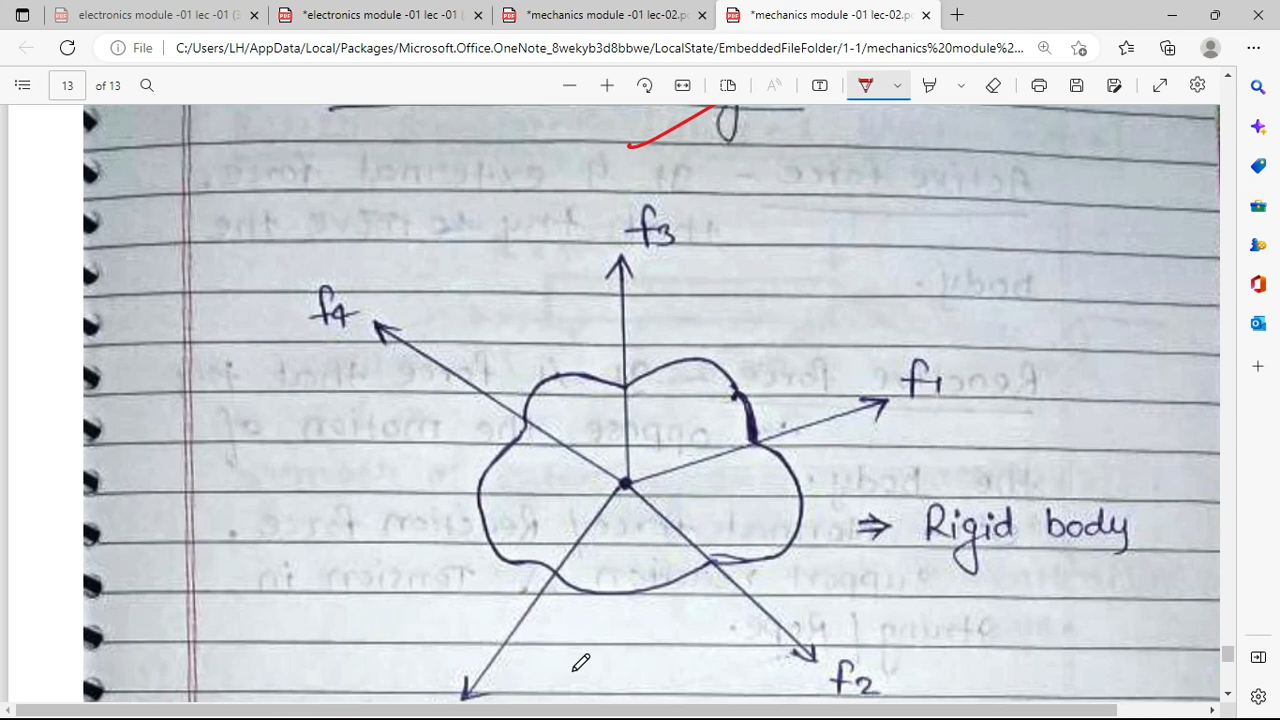 electronics module -01 lec -01 (
*electronics module -01 lec -01 (
*mechanics module -01 lec-02.pd
*mechanics module -01 lec-02.pd
File
C:/Users/LH/AppData/Local/Packages/Microsoft.Office.OneNote_8wekyb3d8bbwe/LocalState/EmbeddedFileFolder/1-1/mechanics%20module%2...
13 of 13
f3
f4
f1
⇒ Rigid body
f2